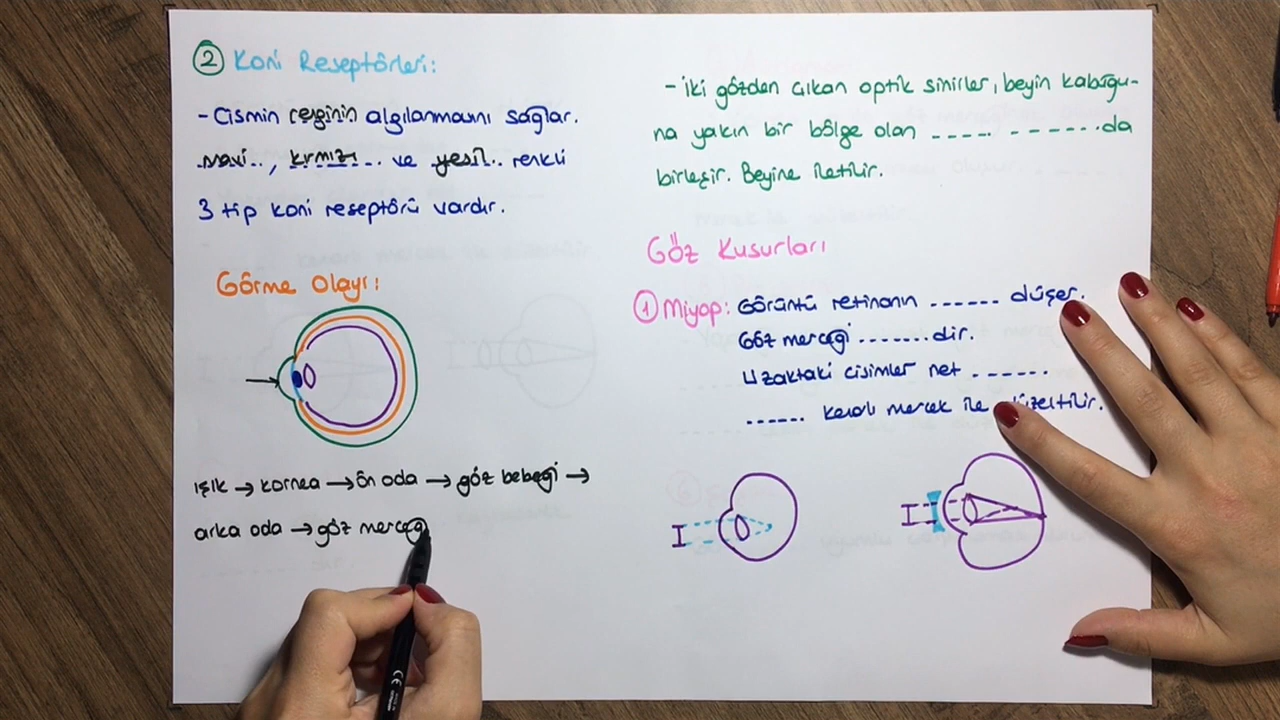 2 Koni Reseptörleri:
- Cismin renginin algılanmasını sağlar.
mavi.., kırmızı.. ve yeşil.. renkli
3 tip koni reseptörü vardır.
Görme Olayı:
Işık → kornea → ön oda → göz bebeği →
arka oda → göz merceği
- İki gözden çıkan optik sinirler, beyin kabuğu-
na yakın bir bölge olan ----- -------da
birleşir. Beyine iletilir.
Göz Kusurları
1 Miyop: Görüntü retinanın ------ düşer.
Göz merceği .......dir.
Uzaktaki cisimler net ------.
------ kenarlı mercek ile düzeltilir.